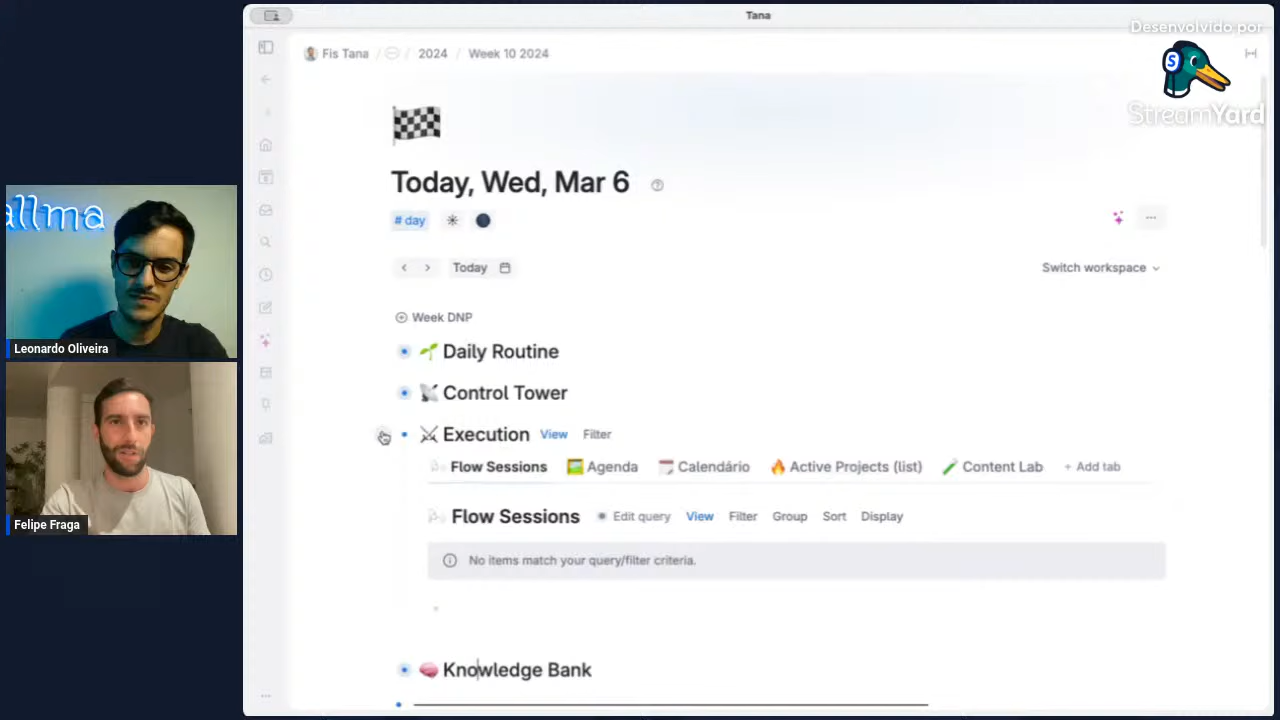 Tana
Desenvolvido por
StreamYard
Fis Tana / / 2024 / Week 10 2024
Today, Wed, Mar 6
# day
Today
Switch workspace
Week DNP
Daily Routine
Control Tower
Execution View Filter
Flow Sessions Agenda Calendário Active Projects (list) Content Lab + Add tab
Flow Sessions Edit query View Filter Group Sort Display
No items match your query/filter criteria.
Knowledge Bank
allma
Leonardo Oliveira
Felipe Fraga